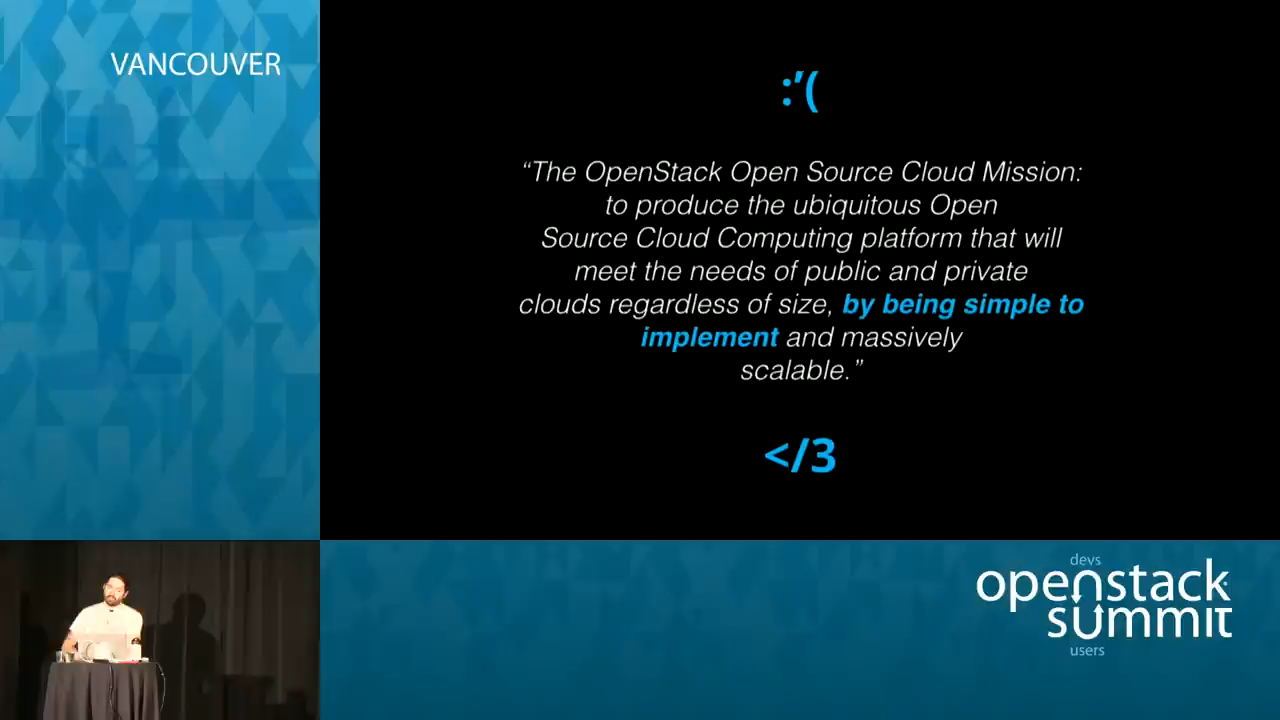 VANCOUVER
:’(
“The OpenStack Open Source Cloud Mission:
to produce the ubiquitous Open
Source Cloud Computing platform that will
meet the needs of public and private
clouds regardless of size, by being simple to
implement and massively
scalable.”
</3
devs
openstack
summit
users